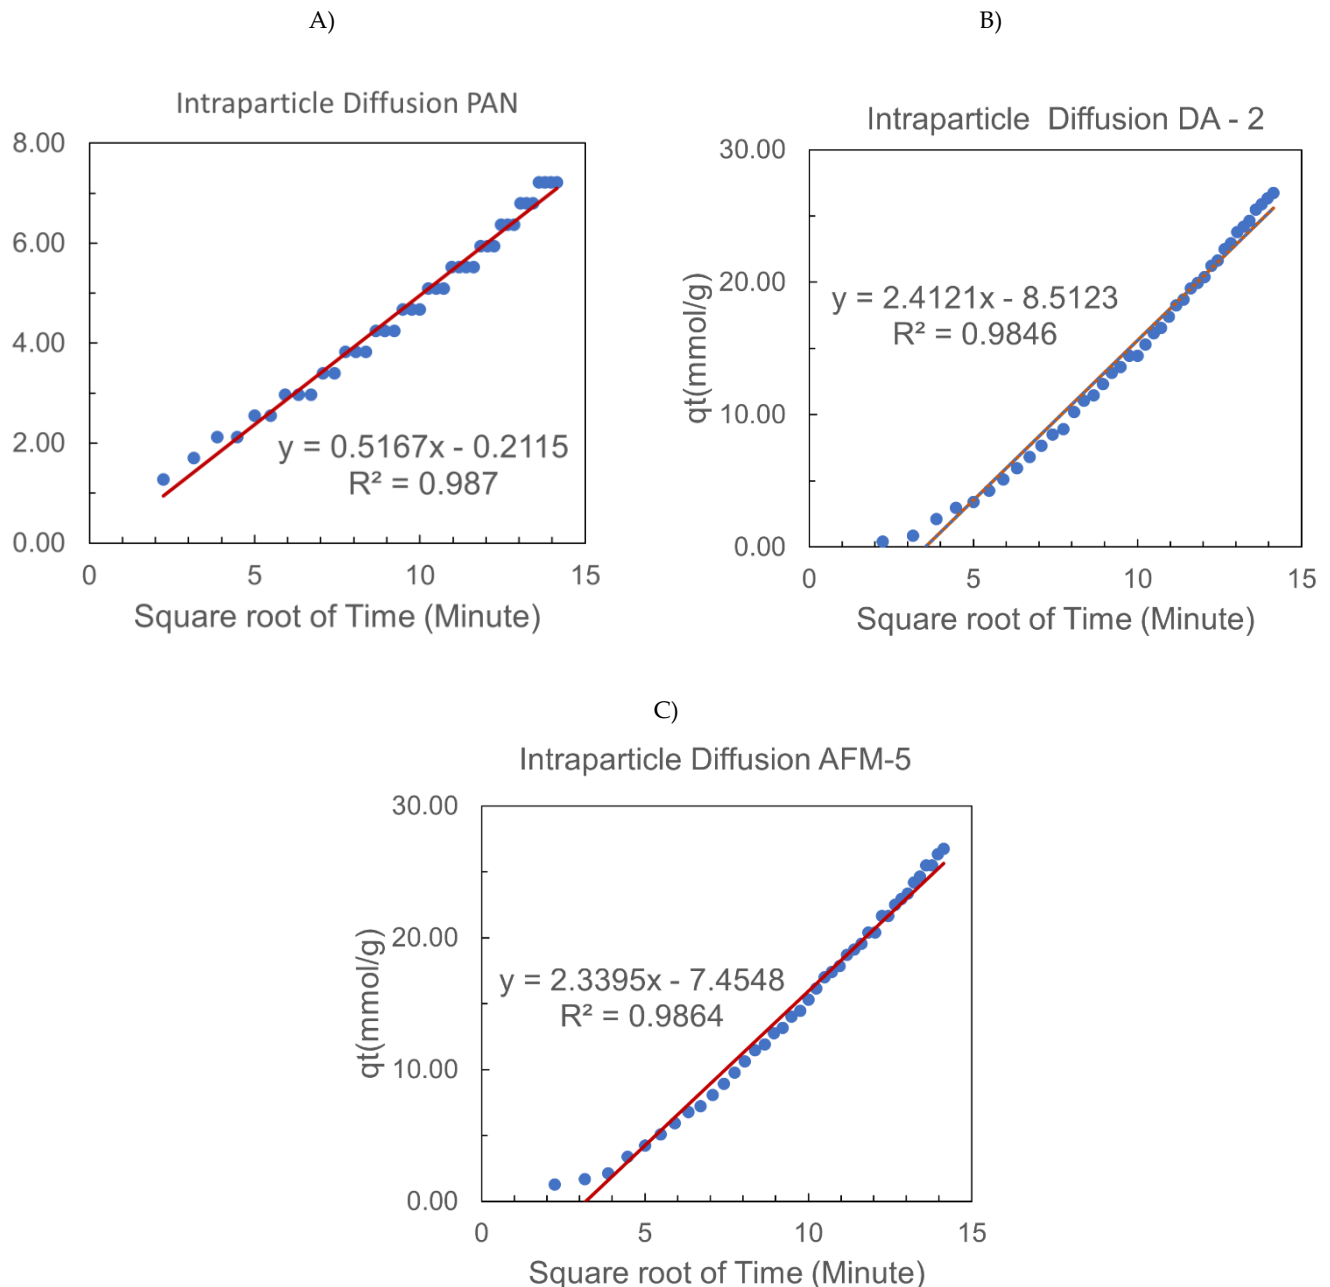 A)
Intraparticle Diffusion PAN
8.00
6.00
4.00
2.00
0.00
y = 0.5167x - 0.2115
R² = 0.987
0 5 10 15
Square root of Time (Minute)
B)
Intraparticle Diffusion DA - 2
30.00
20.00
10.00
0.00
qt(mmol/g)
y = 2.4121x - 8.5123
R² = 0.9846
0 5 10 15
Square root of Time (Minute)
C)
Intraparticle Diffusion AFM-5
30.00
20.00
10.00
0.00
qt(mmol/g)
y = 2.3395x - 7.4548
R² = 0.9864
0 5 10 15
Square root of Time (Minute)